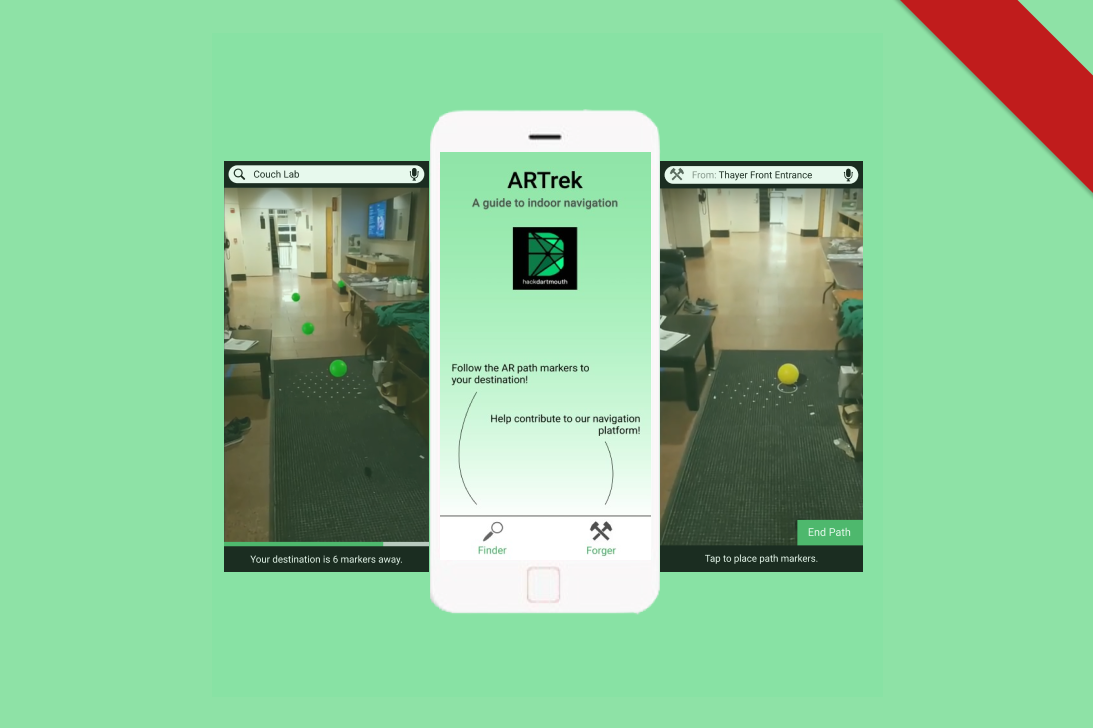 Couch Lab
Your destination is 6 markers away.
ARTrek
A guide to indoor navigation
hackdartmouth
Follow the AR path markers to
your destination!
Help contribute to our navigation
platform!
Finder
Forger
From: Thayer Front Entrance
End Path
Tap to place path markers.